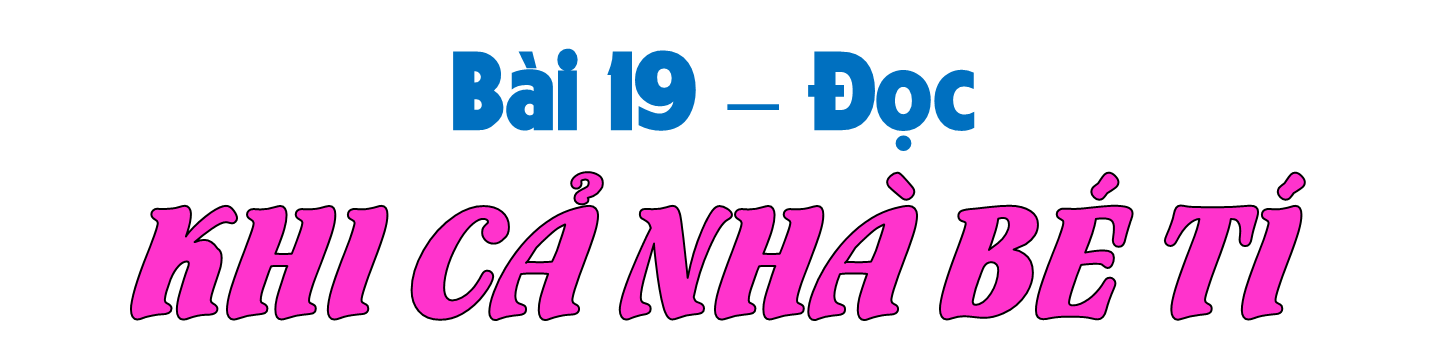 Bài 19 – Đọc
KHI CẢ NHÀ BÉ TÍ